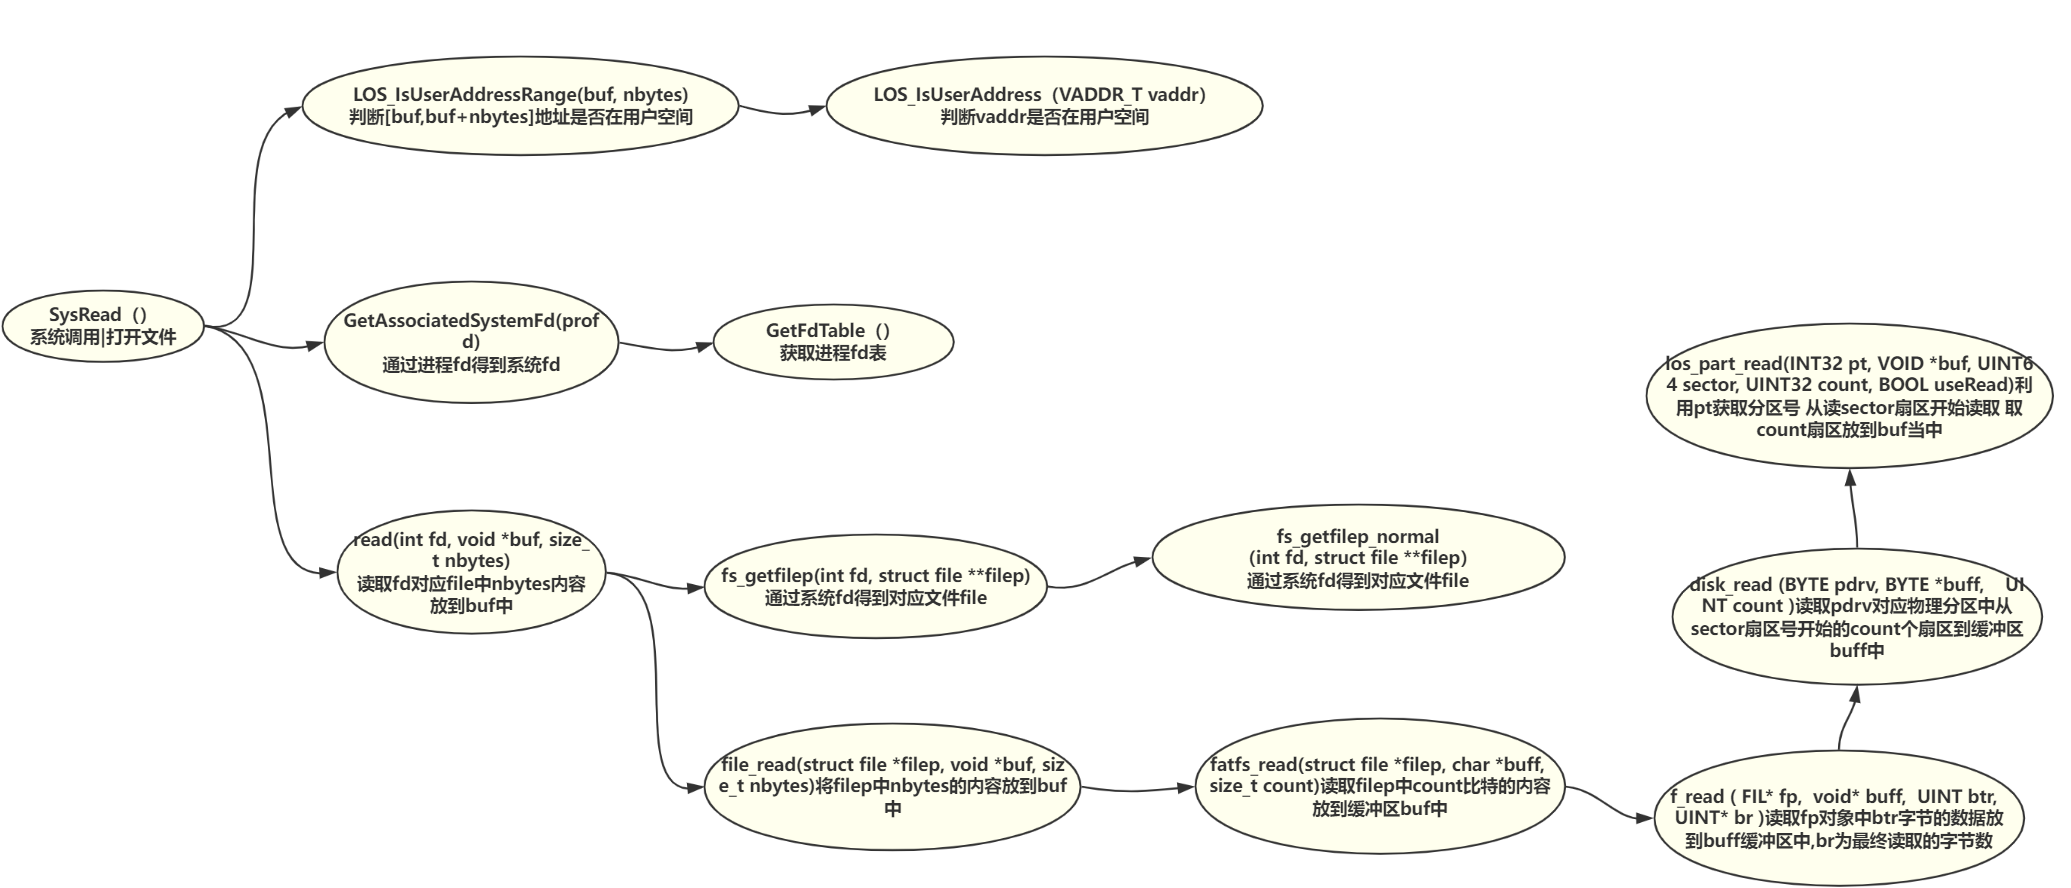 LOS_IsUserAddressRange(buf, nbytes)
判断[buf,buf+nbytes]地址是否在用户空间
LOS_IsUserAddress（VADDR_T vaddr）
判断vaddr是否在用户空间
SysRead（）
系统调用|打开文件
GetAssociatedSystemFd(prof
d)
通过进程fd得到系统fd
GetFdTable（）
获取进程fd表
read(int fd, void *buf, size_
t nbytes)
读取fd对应file中nbytes内容
放到buf中
fs_getfilep(int fd, struct file **filep)
通过系统fd得到对应文件file
fs_getfilep_normal
(int fd, struct file **filep)
通过系统fd得到对应文件file
file_read(struct file *filep, void *buf, siz
e_t nbytes)将filep中nbytes的内容放到buf
中
fatfs_read(struct file *filep, char *buff,
size_t count)读取filep中count比特的内容
放到缓冲区buf中
f_read ( FIL* fp,  void* buff,  UINT btr,
UINT* br )读取fp对象中btr字节的数据放
到buff缓冲区中,br为最终读取的字节数
disk_read (BYTE pdrv, BYTE *buff,    UI
NT count )读取pdrv对应物理分区中从
sector扇区号开始的count个扇区到缓冲区
buff中
los_part_read(INT32 pt, VOID *buf, UINT6
4 sector, UINT32 count, BOOL useRead)利
用pt获取分区号 从读sector扇区开始读取 取
count扇区放到buf当中